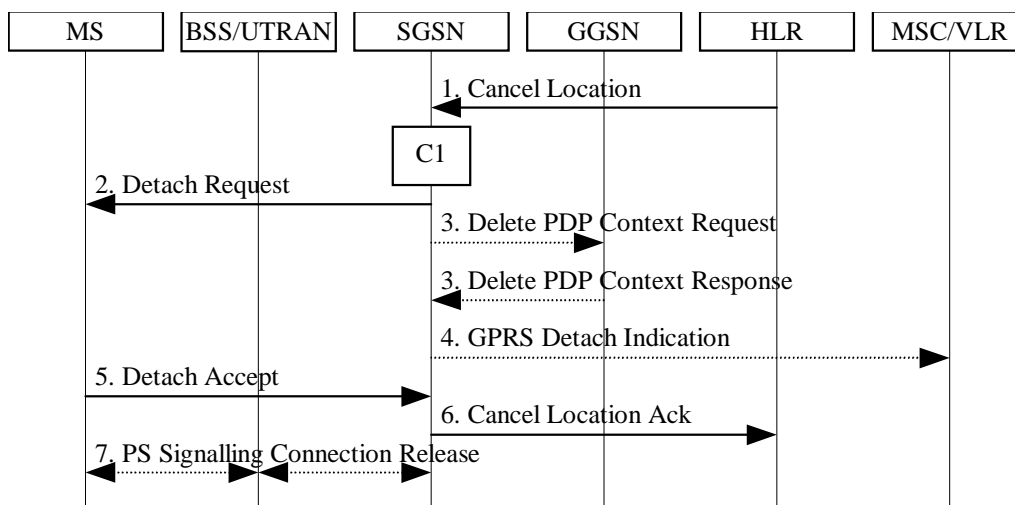 MS
BSS/UTRAN
SGSN
GGSN
HLR
MSC/VLR
1. Cancel Location
C1
2. Detach Request
3. Delete PDP Context Request
3. Delete PDP Context Response
4. GPRS Detach Indication
5. Detach Accept
6. Cancel Location Ack
7. PS Signalling Connection Release